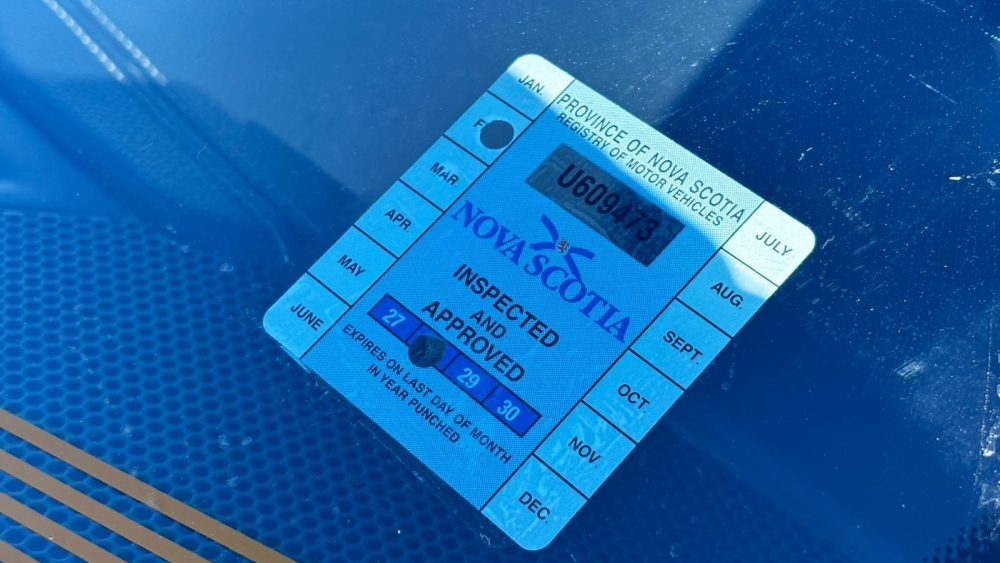 PROVINCE OF NOVA SCOTIA
REGISTRY OF MOTOR VEHICLES
U609473
NOVA SCOTIA
INSPECTED
AND
APPROVED
27 29 30
EXPIRES ON LAST DAY OF MONTH
IN YEAR PUNCHED
JAN.
F
MAR.
APR.
MAY
JUNE
JULY
AUG.
SEPT.
OCT.
NOV.
DEC.